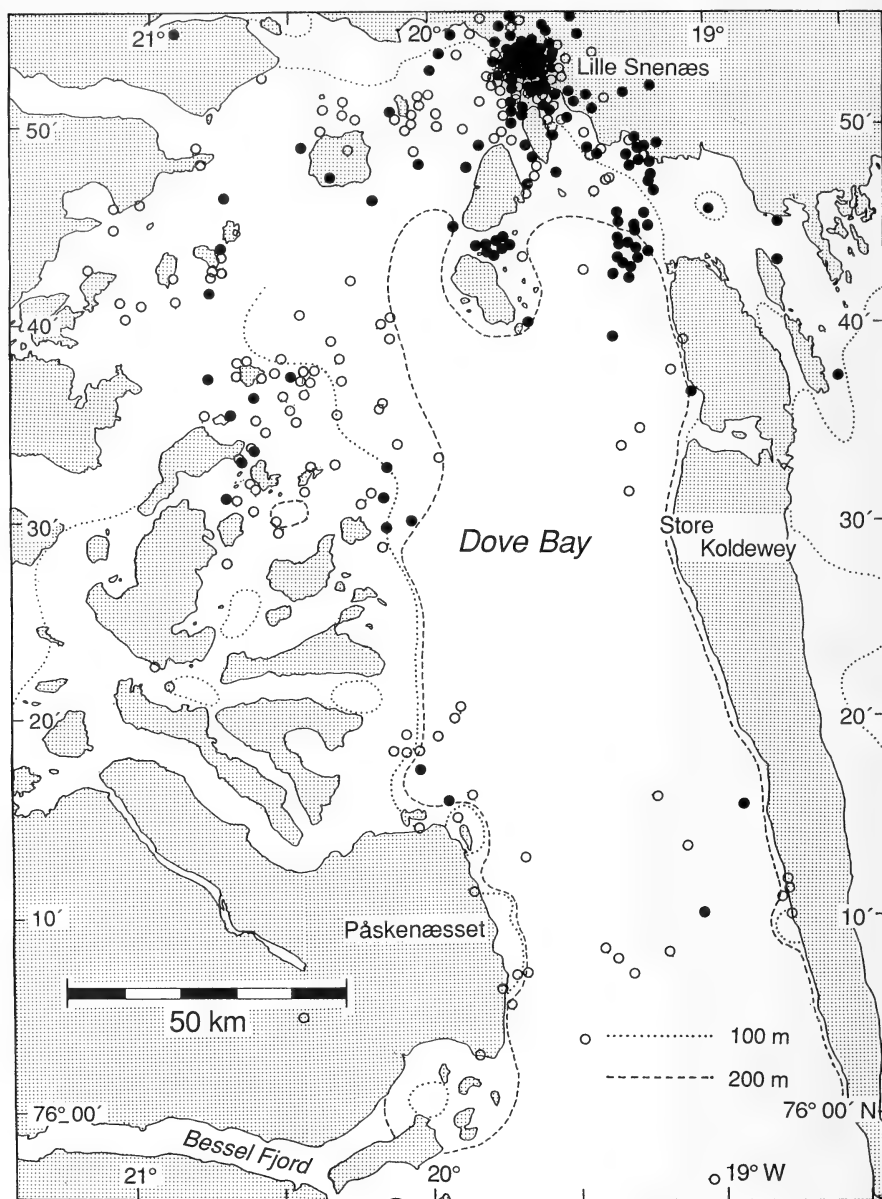 21°
20°
19°
Lille Snenæs
50´
50´
40´
40´
30´
30´
Dove Bay
Store
Koldewey
20´
20´
10´
10´
Påskenæsset
50 km
100 m
200 m
76° 00´
76° 00´ N
Bessel Fjord
21°
20°
19° W